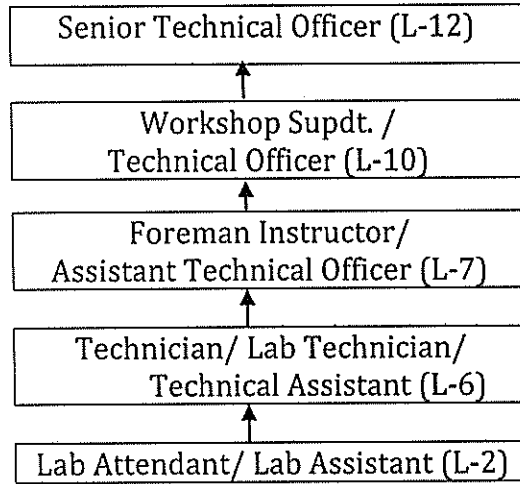 Senior Technical Officer (L-12)
Workshop Supdt. /
Technical Officer (L-10)
Foreman Instructor/
Assistant Technical Officer (L-7)
Technician/ Lab Technician/
Technical Assistant (L-6)
Lab Attendant/ Lab Assistant (L-2)